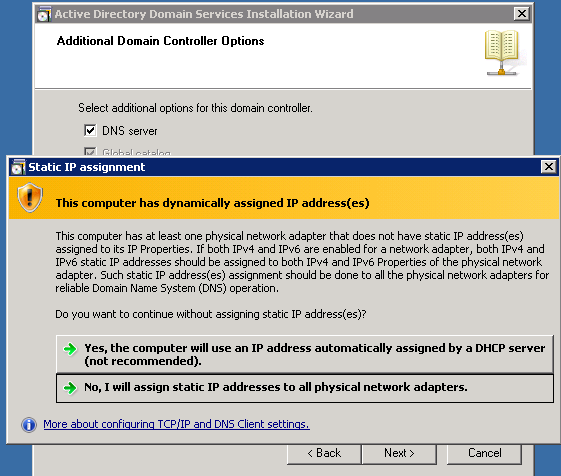 Active Directory Domain Services Installation Wizard
Additional Domain Controller Options
Select additional options for this domain controller.
DNS server
Global catalog
Static IP assignment
This computer has dynamically assigned IP address(es)
This computer has at least one physical network adapter that does not have static IP address(es)
assigned to its IP Properties. If both IPv4 and IPv6 are enabled for a network adapter, both IPv4 and
IPv6 static IP addresses should be assigned to both IPv4 and IPv6 Properties of the physical network
adapter. Such static IP address(es) assignment should be done to all the physical network adapters for
reliable Domain Name System (DNS) operation.
Do you want to continue without assigning static IP address(es)?
Yes, the computer will use an IP address automatically assigned by a DHCP server
(not recommended).
No, I will assign static IP addresses to all physical network adapters.
More about configuring TCP/IP and DNS Client settings.
< Back Next > Cancel